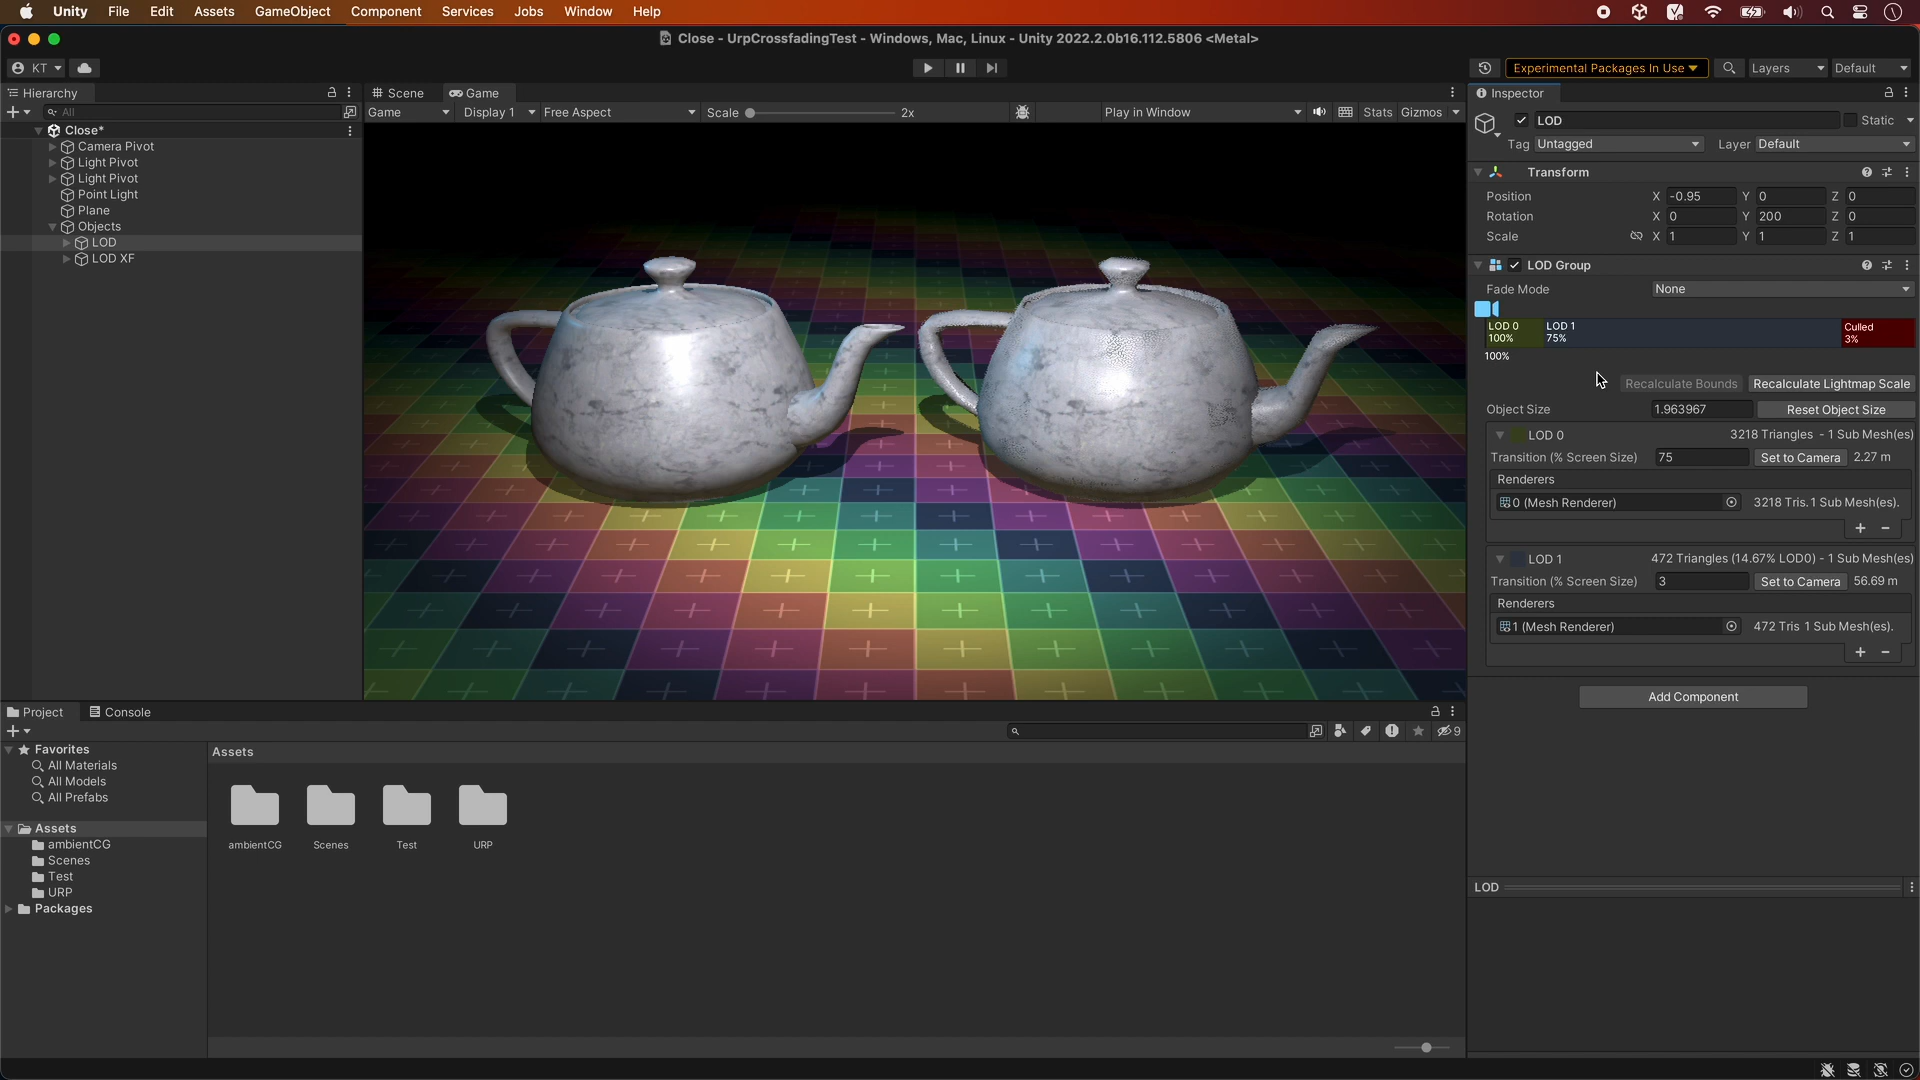 Unity File Edit Assets GameObject Component Services Jobs Window Help
Close - UrpCrossfadingTest - Windows, Mac, Linux - Unity 2022.2.0b16.112.5806 <Metal>
KT
Experimental Packages In Use
Layers
Default
Hierarchy
Scene
Game
Inspector
All
Game
Display 1
Free Aspect
Scale
2x
Play in Window
Stats
Gizmos
Close*
Camera Pivot
Light Pivot
Light Pivot
Point Light
Plane
Objects
LOD
LOD XF
LOD
Static
Tag Untagged
Layer Default
Transform
Position X -0.95 Y 0 Z 0
Rotation X 0 Y 200 Z 0
Scale X 1 Y 1 Z 1
LOD Group
Fade Mode None
LOD 0
100%
LOD 1
75%
Culled
3%
100%
Recalculate Bounds
Recalculate Lightmap Scale
Object Size 1.963967 Reset Object Size
LOD 0 3218 Triangles - 1 Sub Mesh(es)
Transition (% Screen Size) 75 Set to Camera 2.27 m
Renderers
0 (Mesh Renderer) 3218 Tris. 1 Sub Mesh(es).
+ -
LOD 1 472 Triangles (14.67% LOD0) - 1 Sub Mesh(es)
Transition (% Screen Size) 3 Set to Camera 56.69 m
Renderers
1 (Mesh Renderer) 472 Tris 1 Sub Mesh(es).
+ -
Add Component
Project
Console
9
Favorites
All Materials
All Models
All Prefabs
Assets
ambientCG
Scenes
Test
URP
Packages
Assets
ambientCG
Scenes
Test
URP
LOD